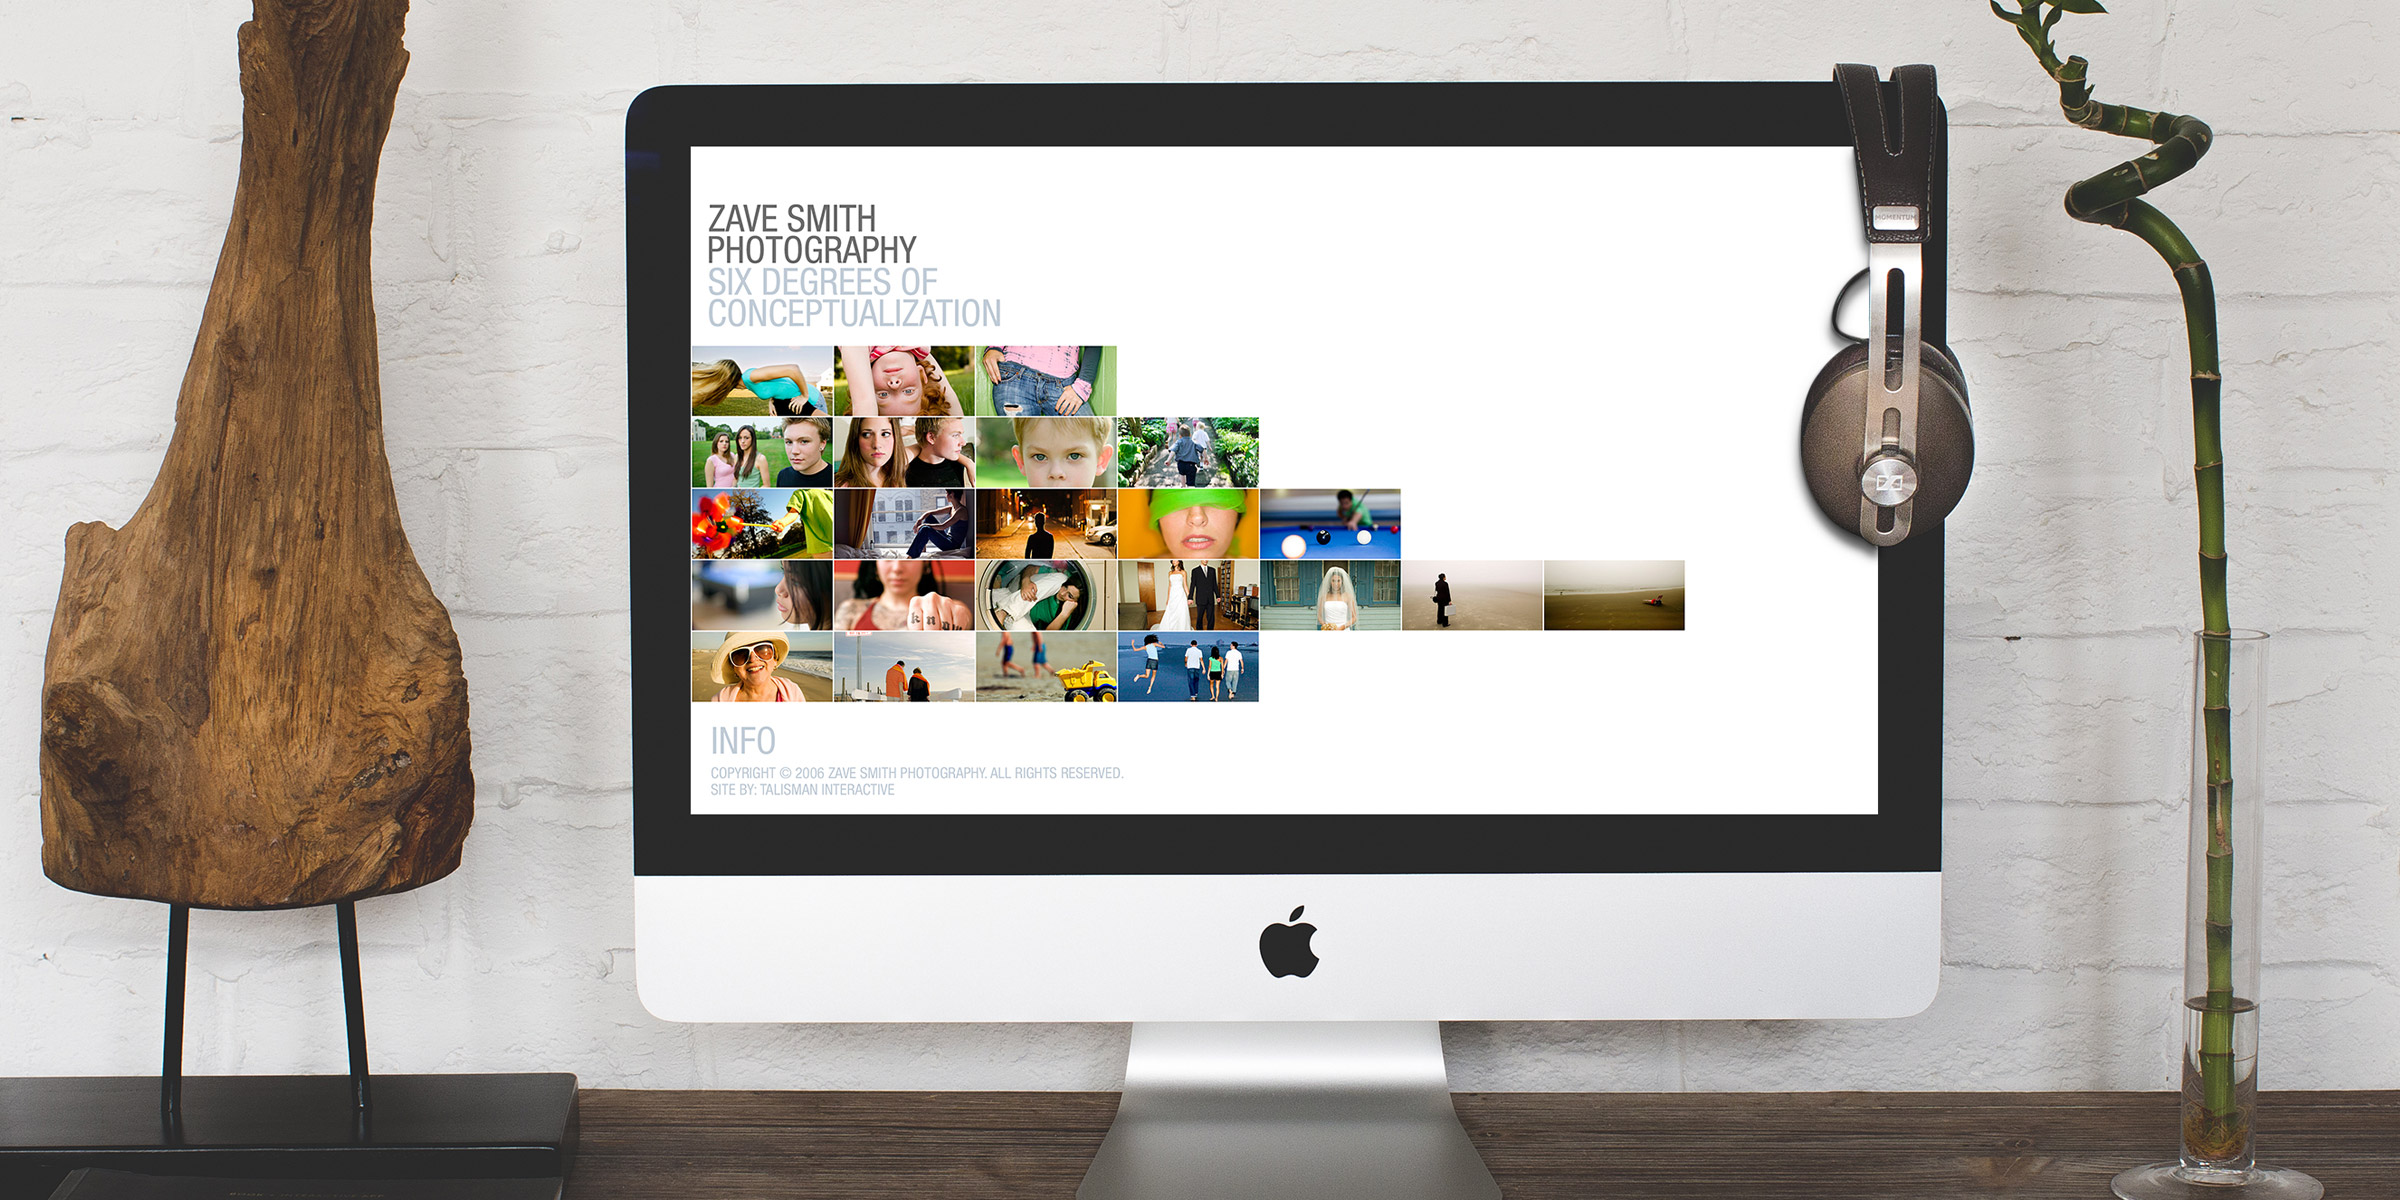 ZAVE SMITH
PHOTOGRAPHY
SIX DEGREES OF
CONCEPTUALIZATION
INFO
COPYRIGHT © 2006 ZAVE SMITH PHOTOGRAPHY. ALL RIGHTS RESERVED.
SITE BY: TALISMAN INTERACTIVE
MOMENTUM